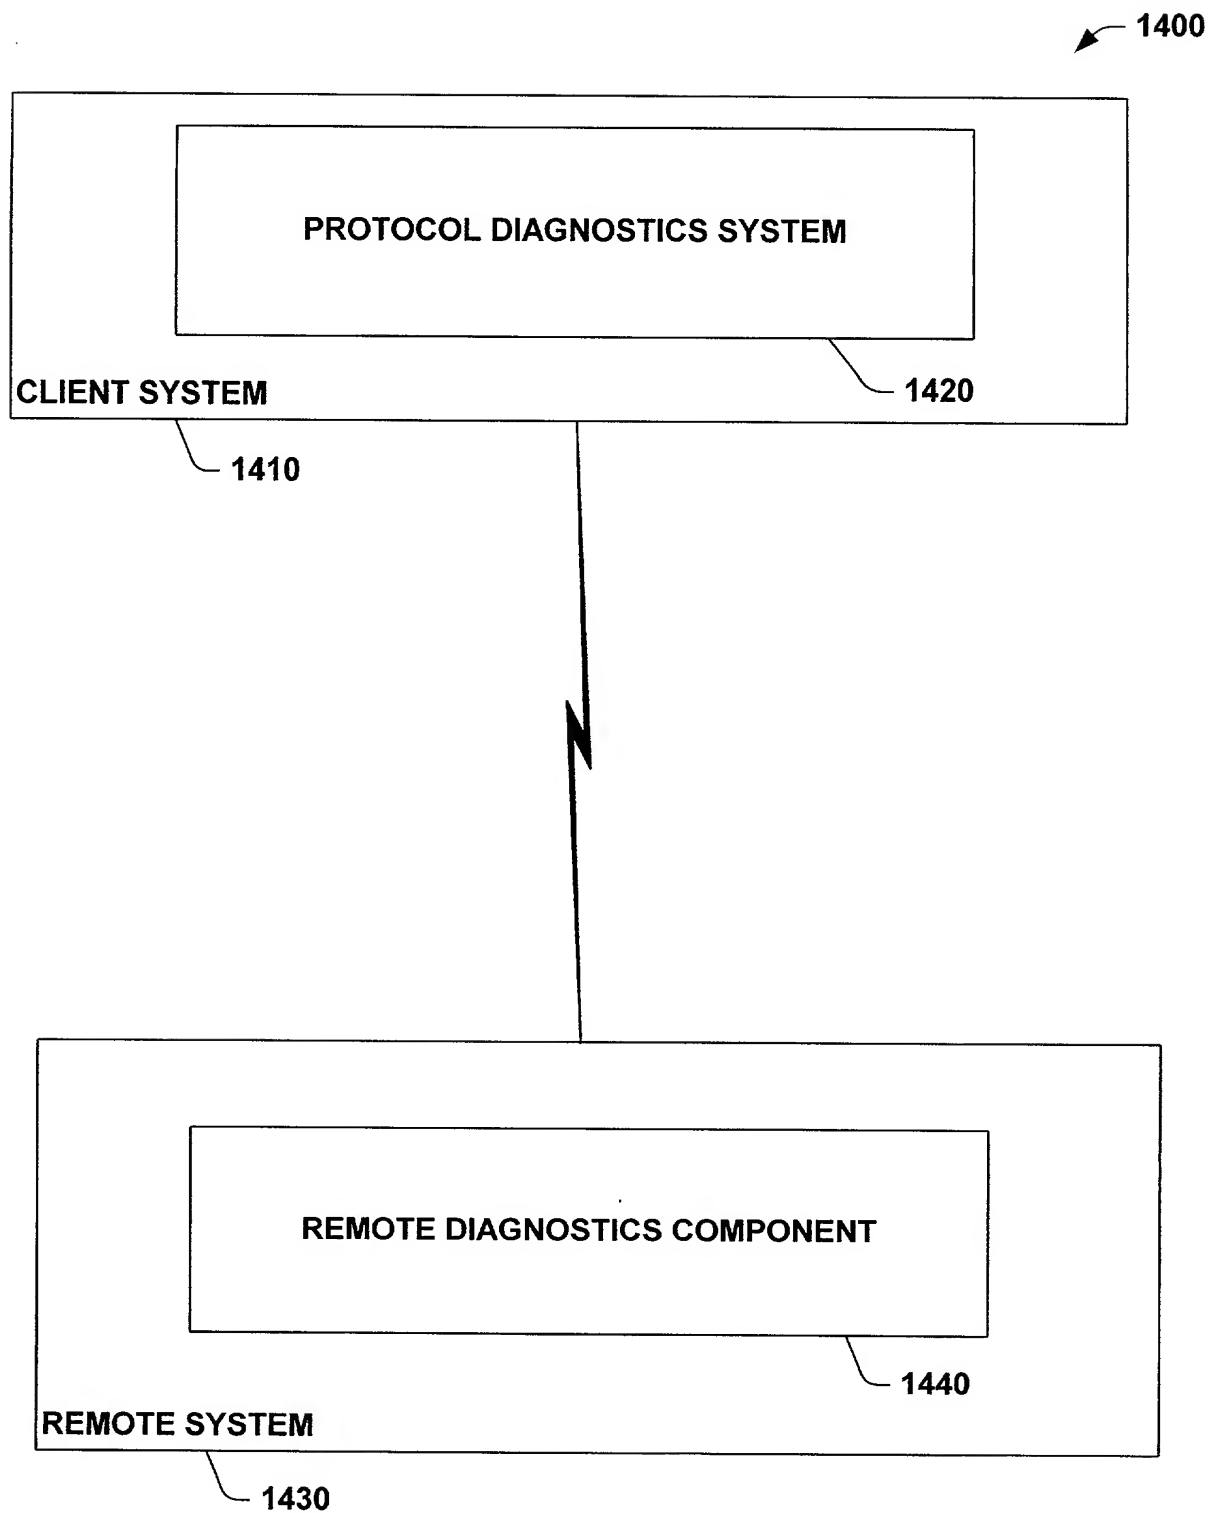 1400
PROTOCOL DIAGNOSTICS SYSTEM
CLIENT SYSTEM
1420
1410
REMOTE DIAGNOSTICS COMPONENT
1440
REMOTE SYSTEM
1430